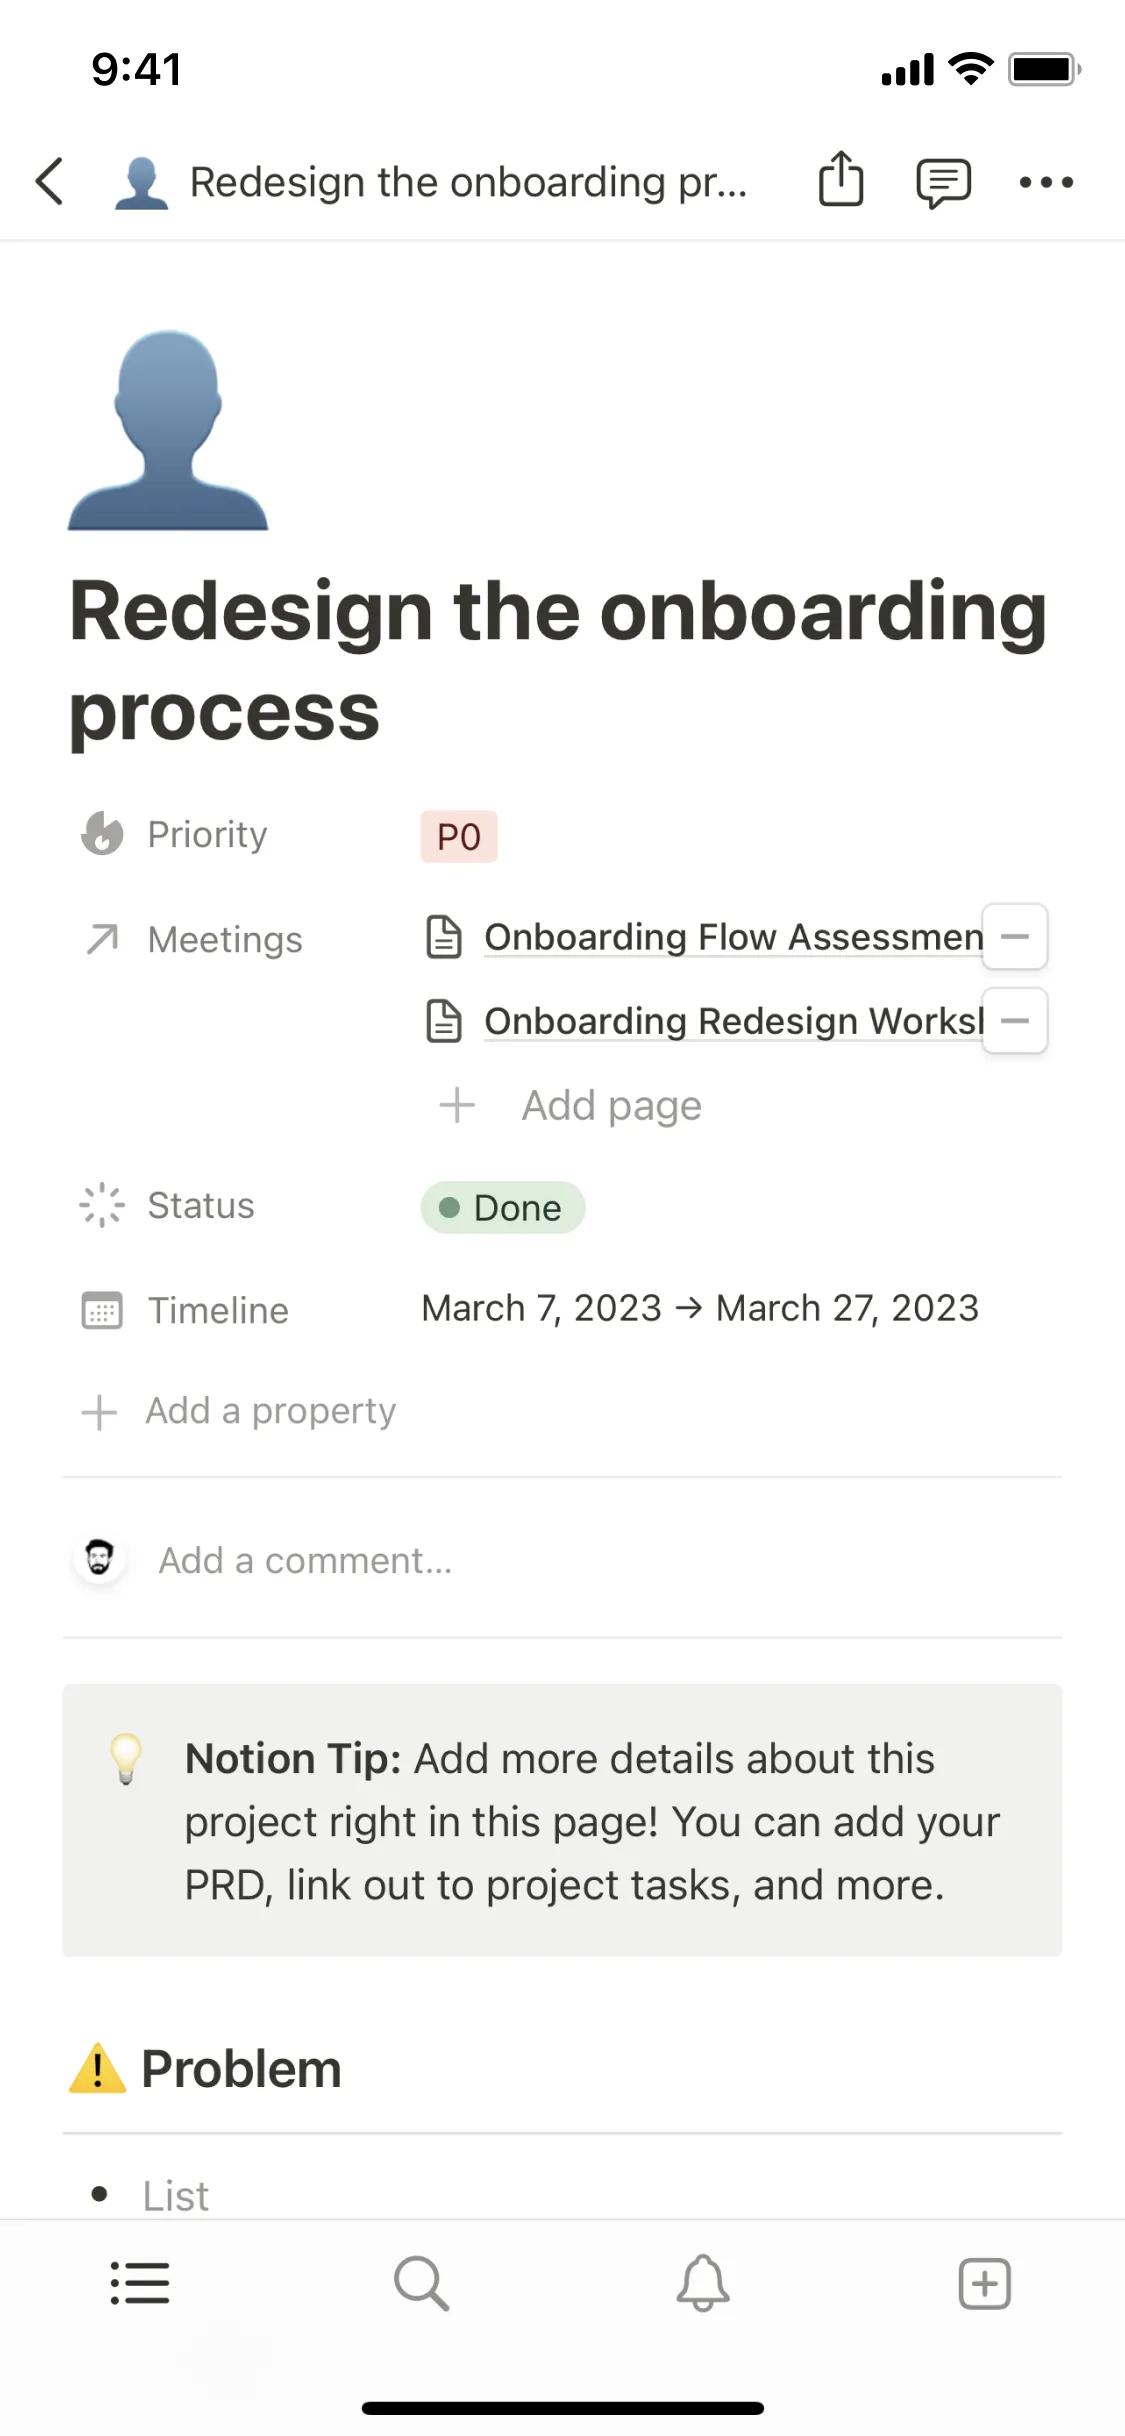 9:41
Redesign the onboarding pr...
Redesign the onboarding
process
Priority
P0
Meetings
Onboarding Flow Assessmen
Onboarding Redesign Works
Add page
Status
Done
Timeline
March 7, 2023 → March 27, 2023
Add a property
Add a comment...
Notion Tip: Add more details about this
project right in this page! You can add your
PRD, link out to project tasks, and more.
Problem
• List